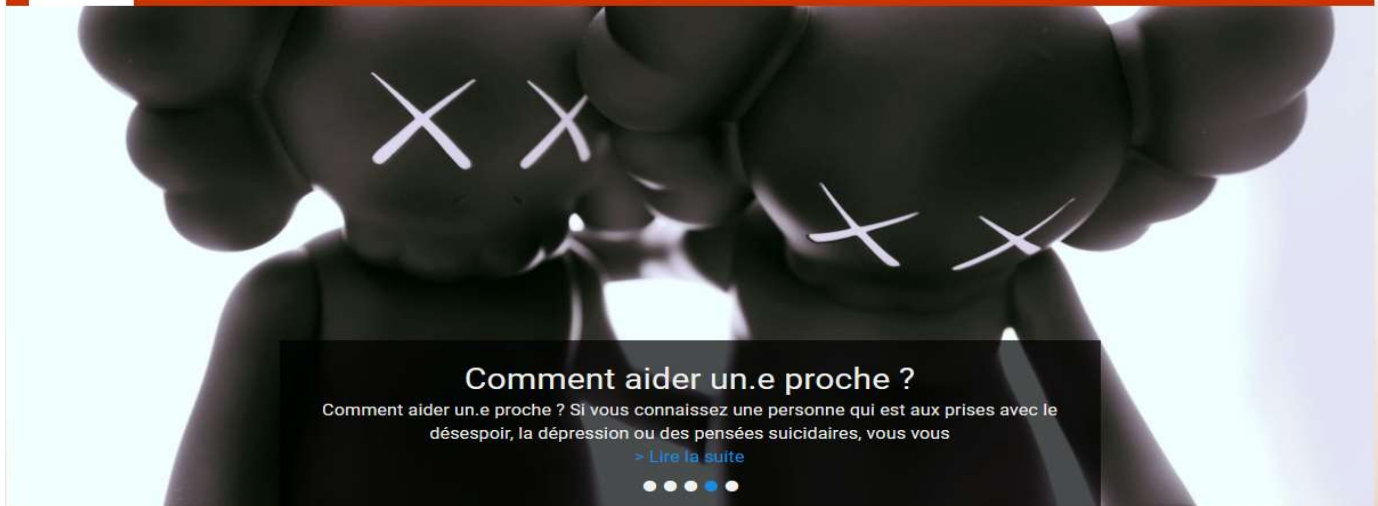 Comment aider un.e proche ?
Comment aider un.e proche ? Si vous connaissez une personne qui est aux prises avec le
désespoir, la dépression ou des pensées suicidaires, vous vous
> Lire la suite